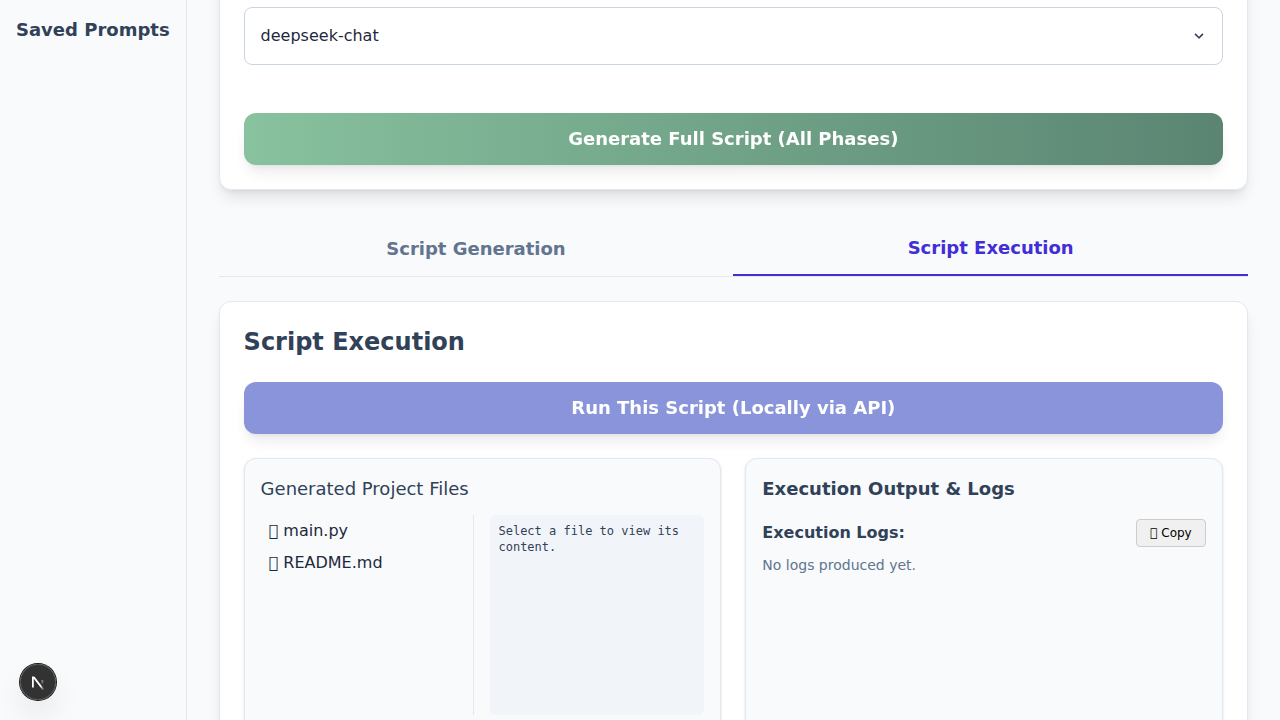 Saved Prompts
deepseek-chat
Generate Full Script (All Phases)
Script Generation
Script Execution
Script Execution
Run This Script (Locally via API)
Generated Project Files
main.py
README.md
Select a file to view its
content.
Execution Output & Logs
Execution Logs:
Copy
No logs produced yet.
N